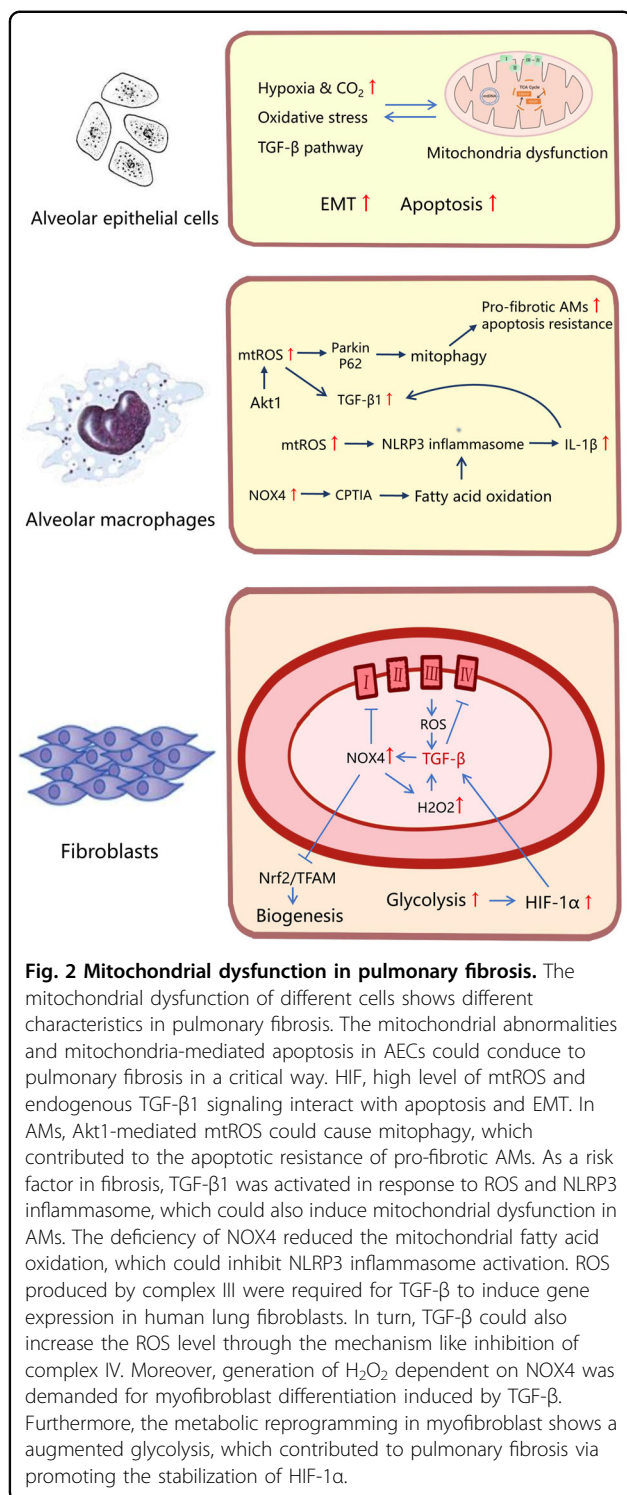 Hypoxia & CO₂ ↑
Oxidative stress
TGF-β pathway
TCA Cycle
Mitochondria dysfunction
EMT ↑ Apoptosis ↑
Alveolar epithelial cells
Pro-fibrotic AMs ↑
apoptosis resistance
mtROS ↑
Parkin
P62
mitophagy
Akt1
TGF-β1 ↑
mtROS ↑
NLRP3 inflammasome
IL-1β ↑
NOX4 ↑
CPTIA
Fatty acid oxidation
Alveolar macrophages
I II III IV
ROS
NOX4 ↑
TGF-β
H2O2 ↑
Fibroblasts
Nrf2/TFAM
Biogenesis
Glycolysis ↑
HIF-1α ↑
Fig. 2 Mitochondrial dysfunction in pulmonary fibrosis. The
mitochondrial dysfunction of different cells shows different
characteristics in pulmonary fibrosis. The mitochondrial abnormalities
and mitochondria-mediated apoptosis in AECs could conduce to
pulmonary fibrosis in a critical way. HIF, high level of mtROS and
endogenous TGF-β1 signaling interact with apoptosis and EMT. In
AMs, Akt1-mediated mtROS could cause mitophagy, which
contributed to the apoptotic resistance of pro-fibrotic AMs. As a risk
factor in fibrosis, TGF-β1 was activated in response to ROS and NLRP3
inflammasome, which could also induce mitochondrial dysfunction in
AMs. The deficiency of NOX4 reduced the mitochondrial fatty acid
oxidation, which could inhibit NLRP3 inflammasome activation. ROS
produced by complex III were required for TGF-β to induce gene
expression in human lung fibroblasts. In turn, TGF-β could also
increase the ROS level through the mechanism like inhibition of
complex IV. Moreover, generation of H₂O₂ dependent on NOX4 was
demanded for myofibroblast differentiation induced by TGF-β.
Furthermore, the metabolic reprogramming in myofibroblast shows a
augmented glycolysis, which contributed to pulmonary fibrosis via
promoting the stabilization of HIF-1α.